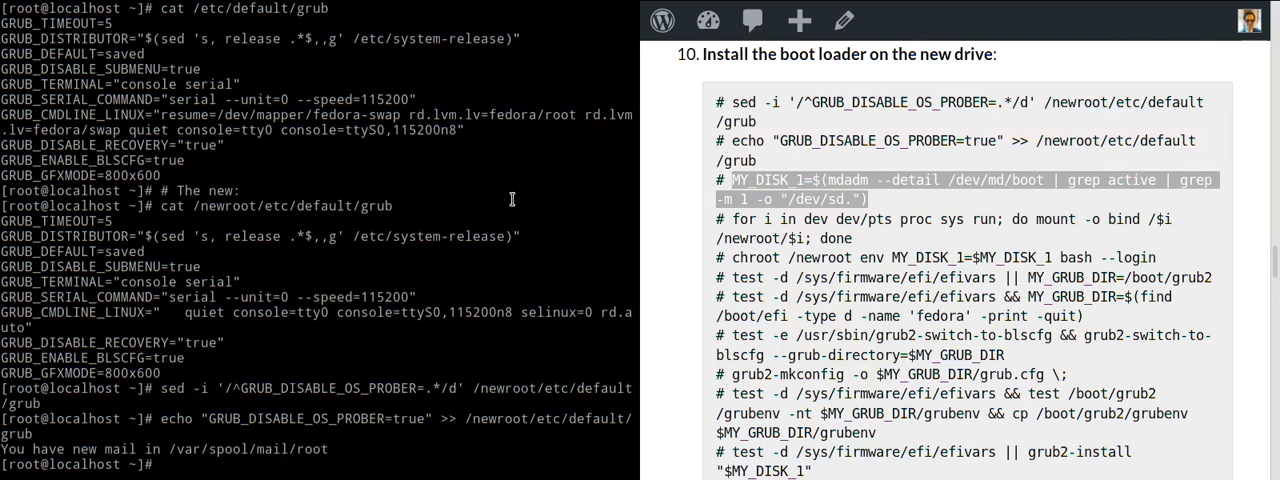 [root@localhost ~]# cat /etc/default/grub
GRUB_TIMEOUT=5
GRUB_DISTRIBUTOR="$(sed 's, release .*$,,g' /etc/system-release)"
GRUB_DEFAULT=saved
GRUB_DISABLE_SUBMENU=true
GRUB_TERMINAL="console serial"
GRUB_SERIAL_COMMAND="serial --unit=0 --speed=115200"
GRUB_CMDLINE_LINUX="resume=/dev/mapper/fedora-swap rd.lvm.lv=fedora/root rd.lvm
.lv=fedora/swap quiet console=tty0 console=ttyS0,115200n8"
GRUB_DISABLE_RECOVERY="true"
GRUB_ENABLE_BLSCFG=true
GRUB_GFXMODE=800x600
[root@localhost ~]# # The new:
[root@localhost ~]# cat /newroot/etc/default/grub
GRUB_TIMEOUT=5
GRUB_DISTRIBUTOR="$(sed 's, release .*$,,g' /etc/system-release)"
GRUB_DEFAULT=saved
GRUB_DISABLE_SUBMENU=true
GRUB_TERMINAL="console serial"
GRUB_SERIAL_COMMAND="serial --unit=0 --speed=115200"
GRUB_CMDLINE_LINUX="   quiet console=tty0 console=ttyS0,115200n8 selinux=0 rd.a
uto"
GRUB_DISABLE_RECOVERY="true"
GRUB_ENABLE_BLSCFG=true
GRUB_GFXMODE=800x600
[root@localhost ~]# sed -i '/^GRUB_DISABLE_OS_PROBER=.*/d' /newroot/etc/default
/grub
[root@localhost ~]# echo "GRUB_DISABLE_OS_PROBER=true" >> /newroot/etc/default/
grub
You have new mail in /var/spool/mail/root
[root@localhost ~]#
10. Install the boot loader on the new drive:
# sed -i '/^GRUB_DISABLE_OS_PROBER=.*/d' /newroot/etc/default
/grub
# echo "GRUB_DISABLE_OS_PROBER=true" >> /newroot/etc/default
/grub
# MY_DISK_1=$(mdadm --detail /dev/md/boot | grep active | grep
-m 1 -o "/dev/sd.")
# for i in dev dev/pts proc sys run; do mount -o bind /$i
/newroot/$i; done
# chroot /newroot env MY_DISK_1=$MY_DISK_1 bash --login
# test -d /sys/firmware/efi/efivars || MY_GRUB_DIR=/boot/grub2
# test -d /sys/firmware/efi/efivars && MY_GRUB_DIR=$(find
/boot/efi -type d -name 'fedora' -print -quit)
# test -e /usr/sbin/grub2-switch-to-blscfg && grub2-switch-to-
blscfg --grub-directory=$MY_GRUB_DIR
# grub2-mkconfig -o $MY_GRUB_DIR/grub.cfg \;
# test -d /sys/firmware/efi/efivars && test /boot/grub2
/grubenv -nt $MY_GRUB_DIR/grubenv && cp /boot/grub2/grubenv
$MY_GRUB_DIR/grubenv
# test -d /sys/firmware/efi/efivars || grub2-install
"$MY_DISK_1"